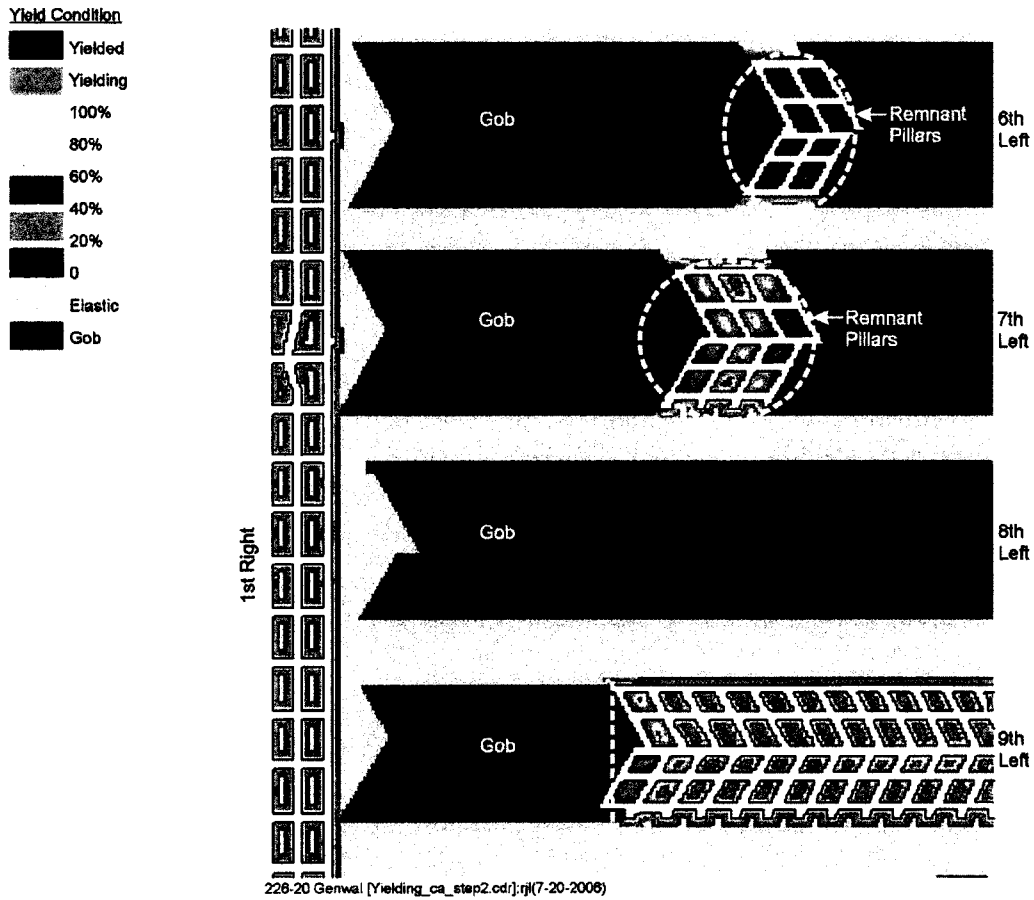 Yield Condition
Yielded
Yielding
100%
80%
60%
40%
20%
0
Elastic
Gob
Gob
Remnant
Pillars
6th
Left
Gob
Remnant
Pillars
7th
Left
1st Right
Gob
8th
Left
Gob
9th
Left
226-20 Genwal [Yielding_ca_step2.cdr]:rjl(7-20-2006)